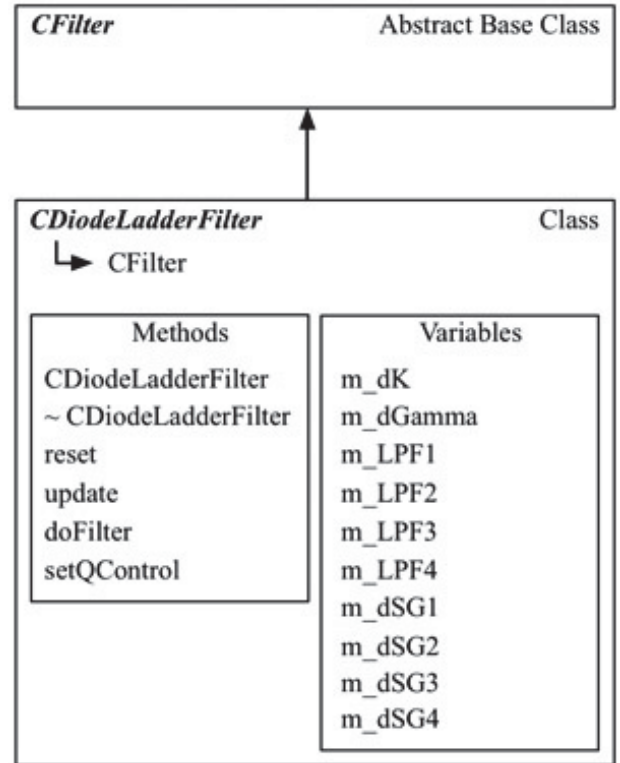 CFilter Abstract Base Class
CDiodeLadderFilter Class
CFilter
Methods
CDiodeLadderFilter
~ CDiodeLadderFilter
reset
update
doFilter
setQControl
Variables
m_dK
m_dGamma
m_LPF1
m_LPF2
m_LPF3
m_LPF4
m_dSG1
m_dSG2
m_dSG3
m_dSG4